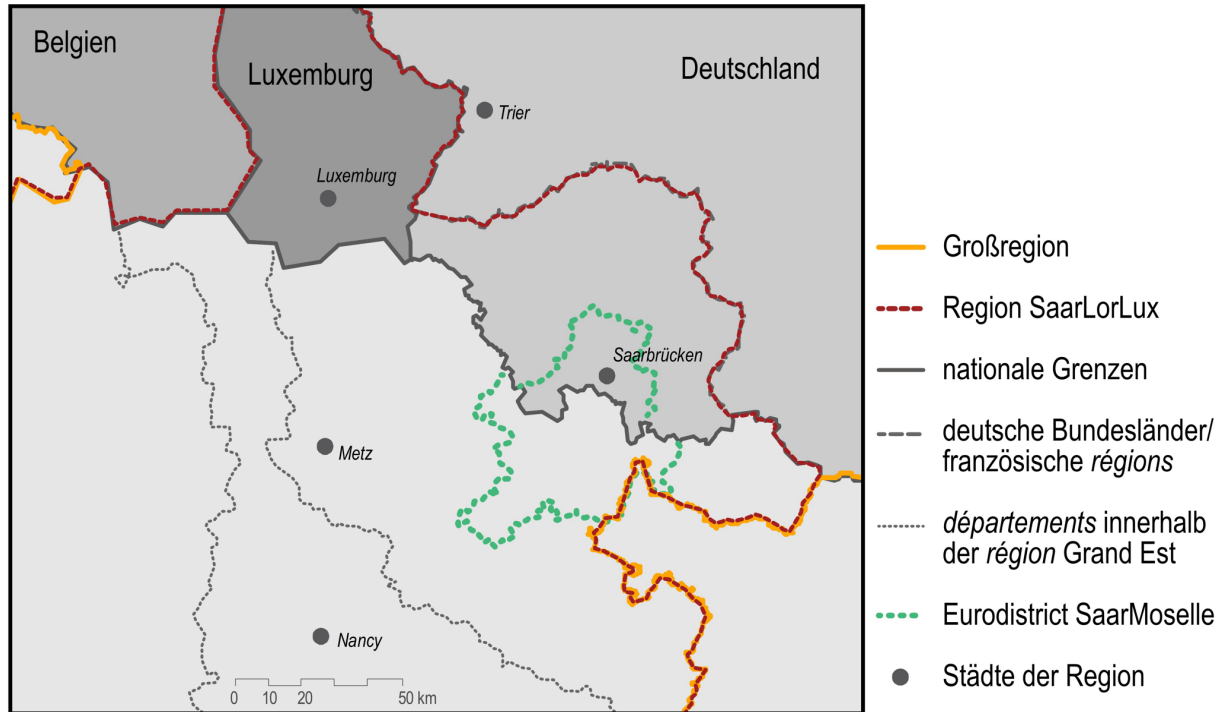 Belgien
Luxemburg
Deutschland
Trier
Luxemburg
Saarbrücken
Metz
Nancy
0 10 20 50 km
Großregion
Region SaarLorLux
nationale Grenzen
deutsche Bundesländer/
französische régions
départements innerhalb
der région Grand Est
Eurodistrict SaarMoselle
Städte der Region